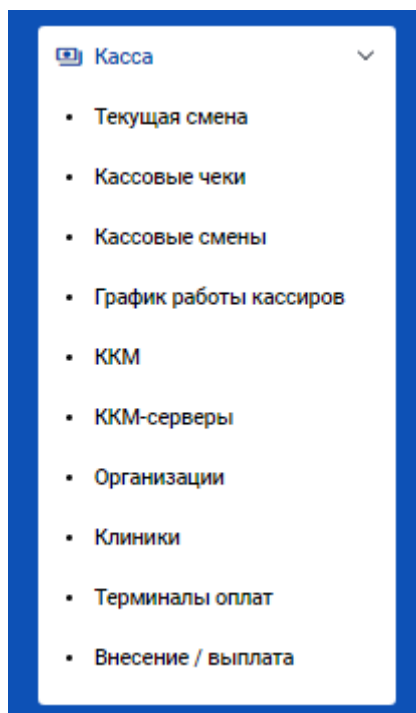 Касса
Текущая смена
Кассовые чеки
Кассовые смены
График работы кассиров
ККМ
ККМ-серверы
Организации
Клиники
Терминалы оплат
Внесение / выплата